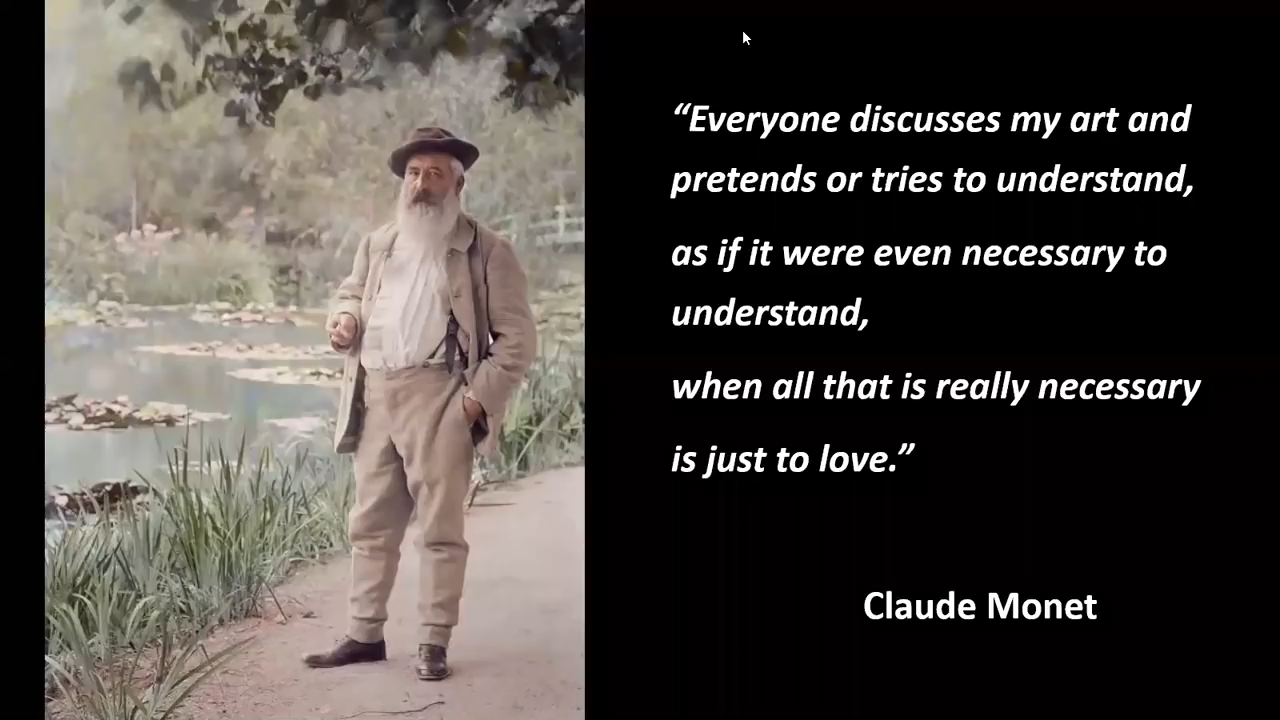 “Everyone discusses my art and
pretends or tries to understand,
as if it were even necessary to
understand,
when all that is really necessary
is just to love.”
Claude Monet